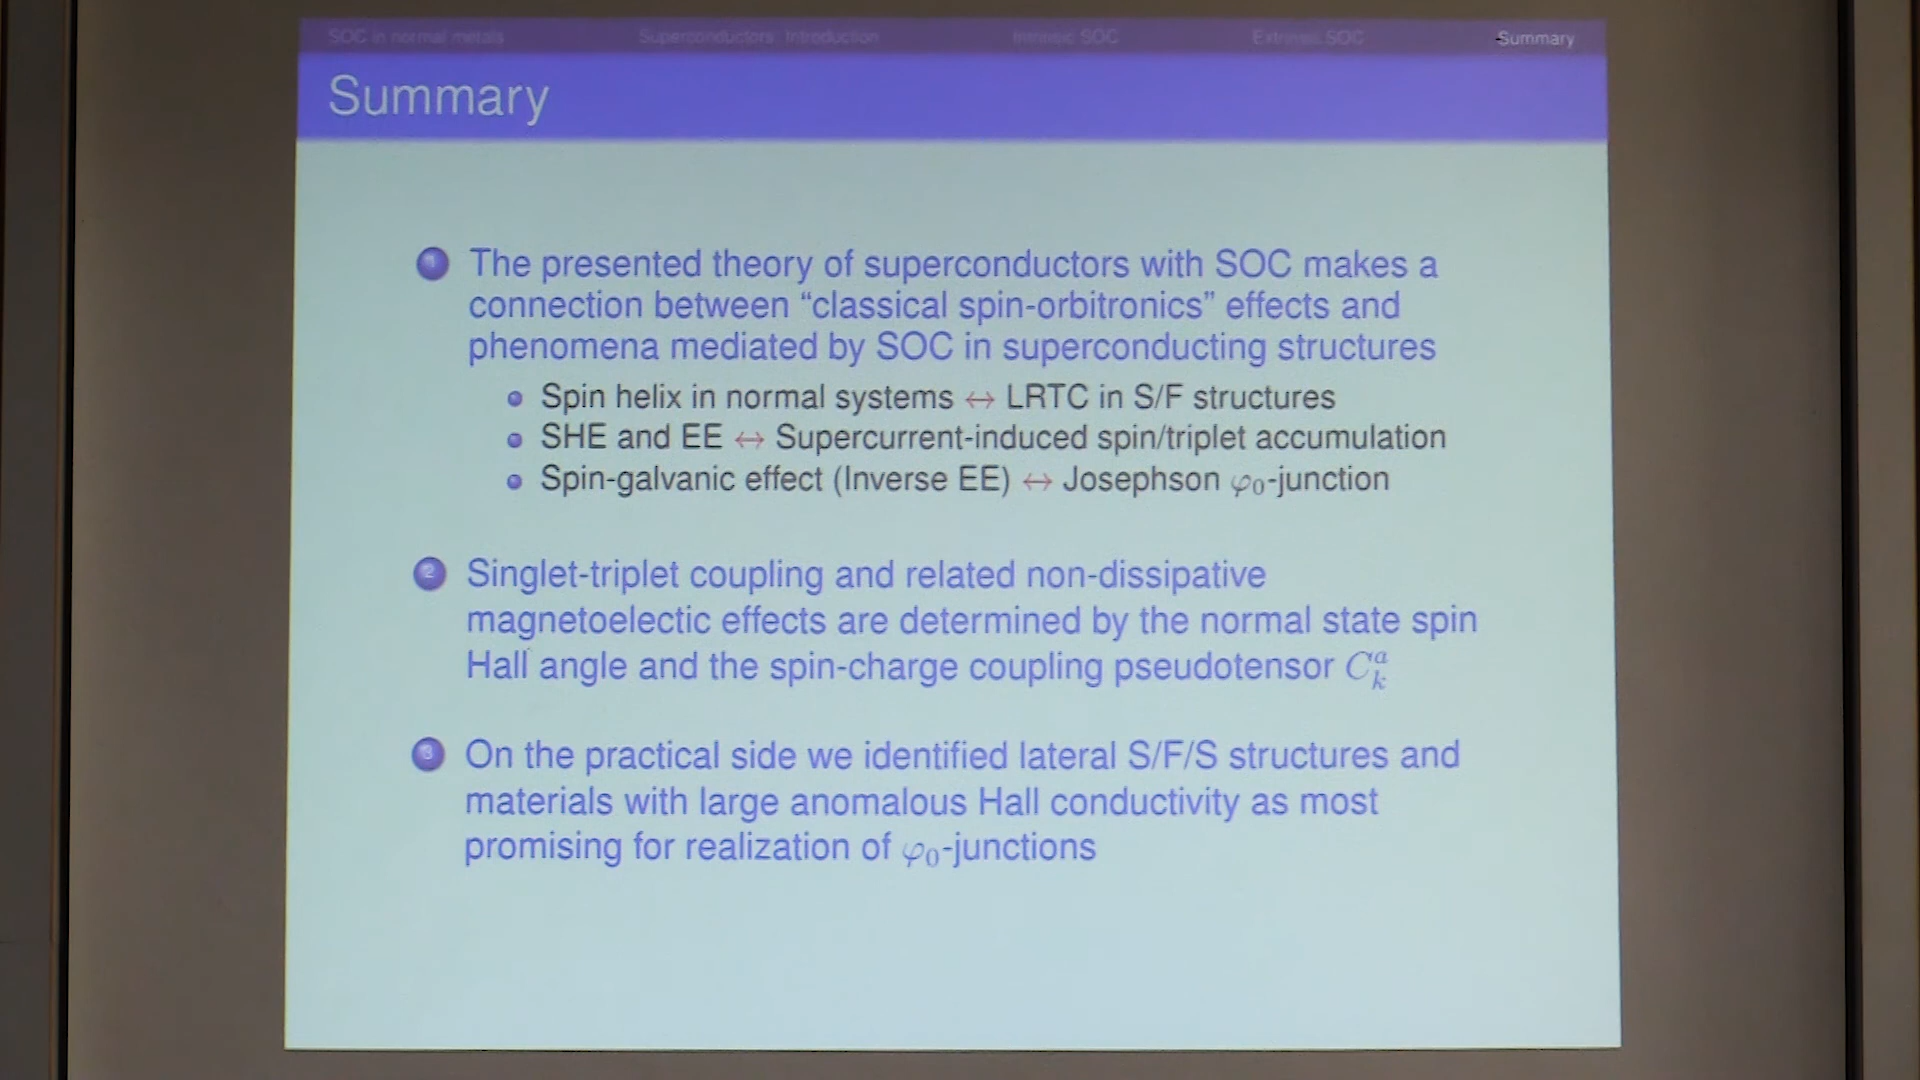 SOC in normal metals Superconductors: Introduction Intrinsic SOC Extrinsic SOC Summary
Summary
1 The presented theory of superconductors with SOC makes a
connection between “classical spin-orbitronics” effects and
phenomena mediated by SOC in superconducting structures
Spin helix in normal systems ↔ LRTC in S/F structures
SHE and EE ↔ Supercurrent-induced spin/triplet accumulation
Spin-galvanic effect (Inverse EE) ↔ Josephson φ₀-junction
2 Singlet-triplet coupling and related non-dissipative
magnetoelectic effects are determined by the normal state spin
Hall angle and the spin-charge coupling pseudotensor Cₖᵃ
3 On the practical side we identified lateral S/F/S structures and
materials with large anomalous Hall conductivity as most
promising for realization of φ₀-junctions